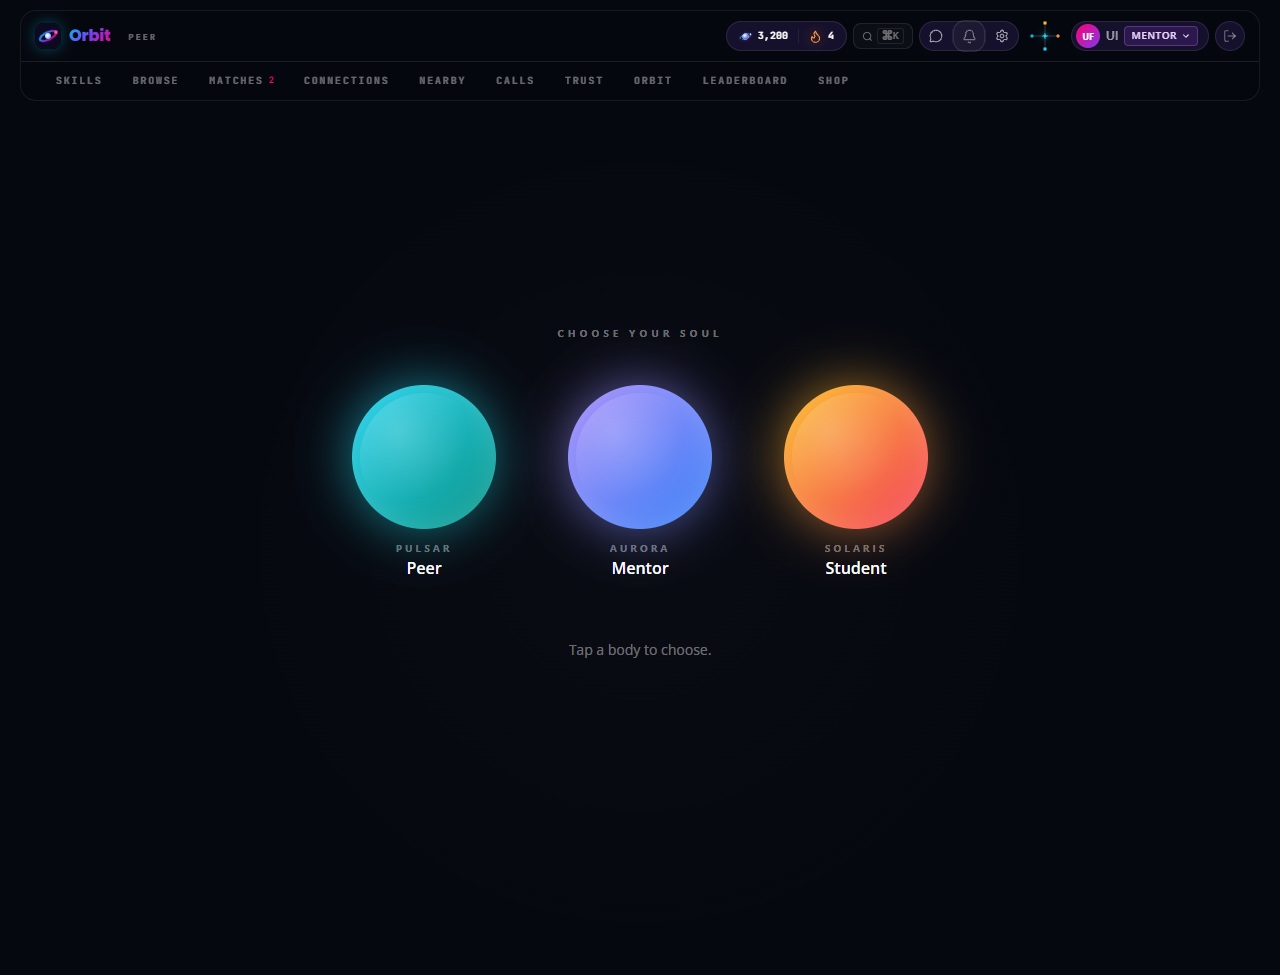 Orbit PEER 3,200 4 ⌘K UF UI MENTOR
SKILLS BROWSE MATCHES 2 CONNECTIONS NEARBY CALLS TRUST ORBIT LEADERBOARD SHOP
CHOOSE YOUR SOUL
PULSAR AURORA SOLARIS
Peer Mentor Student
Tap a body to choose.